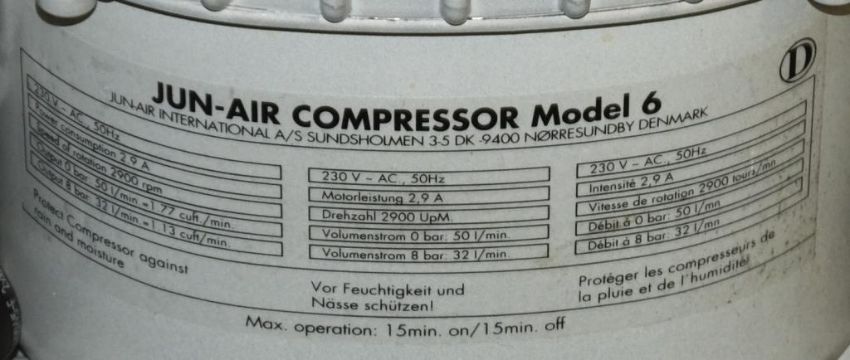 D
JUN-AIR COMPRESSOR Model 6
JUN-AIR INTERNATIONAL A/S SUNDSHOLMEN 3-5 DK -9400 NØRRESUNDBY DENMARK
230 V ~ AC., 50Hz
Power consumption 2.9 A
Speed of rotation 2900 rpm
Output 0 bar: 50 l/min.=1.77 cuft./min.
Output 8 bar: 32 l/min.=1.13 cuft/min.
Protect Compressor against
rain and moisture
230 V ~ AC., 50Hz
Motorleistung 2,9 A
Drehzahl 2900 UpM.
Volumenstrom 0 bar: 50 l/min.
Volumenstrom 8 bar: 32 l/min.
Vor Feuchtigkeit und
Nässe schützen!
230 V ~ AC., 50Hz
Intensité 2,9 A
Vitesse de rotation 2900 tours/mn.
Débit à 0 bar: 50 l/mn
Débit à 8 bar: 32 l/mn
Protéger les compresseurs de
la pluie et de l'humidité!
Max. operation: 15min. on/15min. off